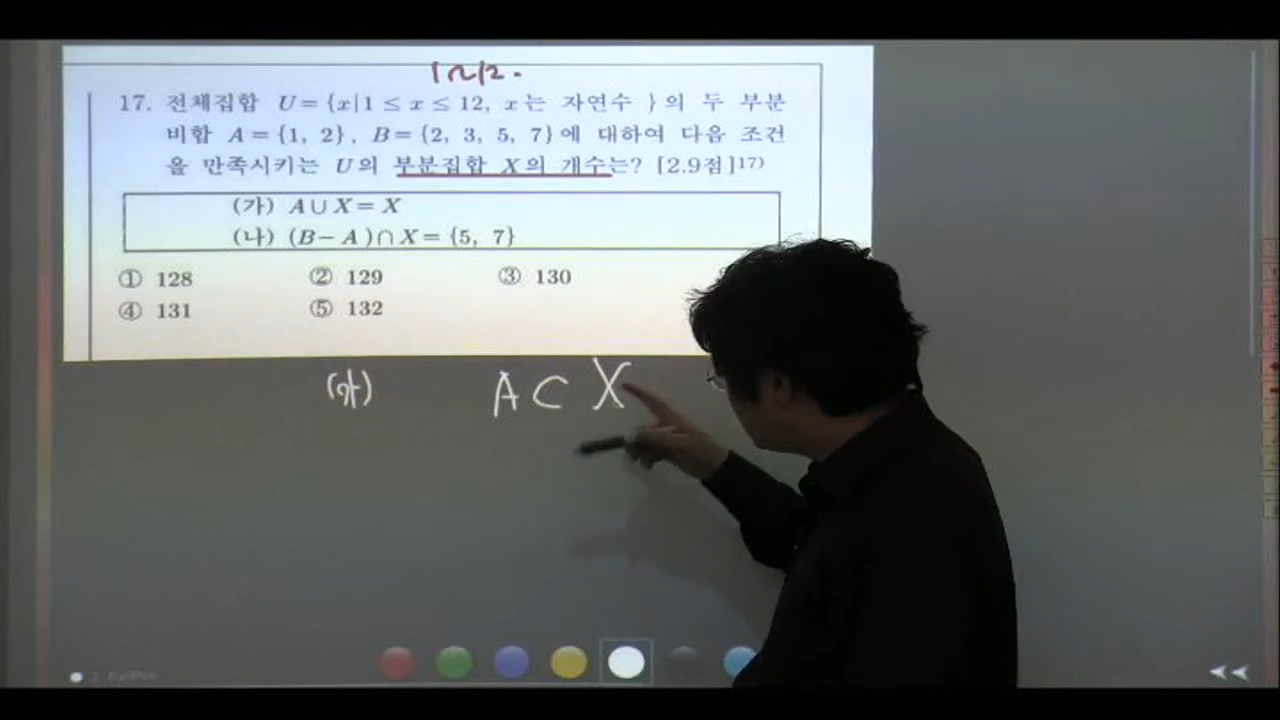 1~12.
17. 전체집합 U = {x|1 ≤ x ≤ 12, x는 자연수 }의 두 부분
비합 A = {1, 2}, B = {2, 3, 5, 7}에 대하여 다음 조건
을 만족시키는 U의 부분집합 X의 개수는? [2.9점]17)
(가) A∪X = X
(나) (B − A)∩X = {5, 7}
① 128 ② 129 ③ 130
④ 131 ⑤ 132
(가) A ⊂ X